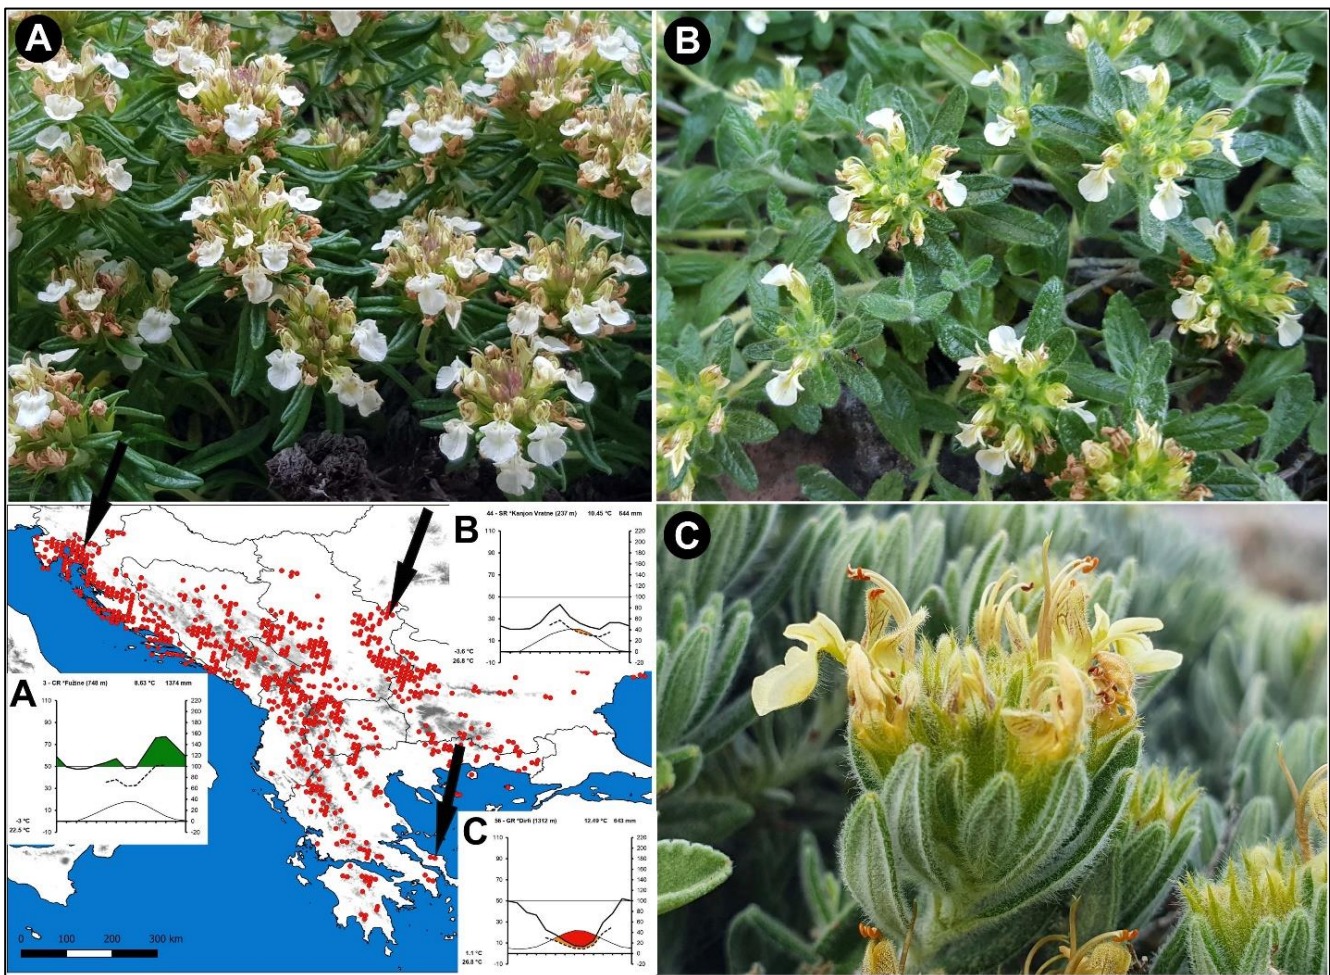 A
B
B
44 - SR *Kanjon Vratne (237 m) 10.45 °C 644 mm
110 220
200
90 180
160
70 140
120
50 100
80
30 60
40
10 20
0
-10 -20
-3.6 °C
26.8 °C
A
3 - CR *Fužine (748 m) 8.63 °C 1374 mm
110 220
200
90 180
160
70 140
120
50 100
80
30 60
40
10 20
0
-10 -20
-3 °C
22.5 °C
C
56 - GR *Dirfi (1312 m) 12.49 °C 643 mm
110 220
200
90 180
160
70 140
120
50 100
80
30 60
40
10 20
0
-10 -20
1.1 °C
26.8 °C
0 100 200 300 km
C